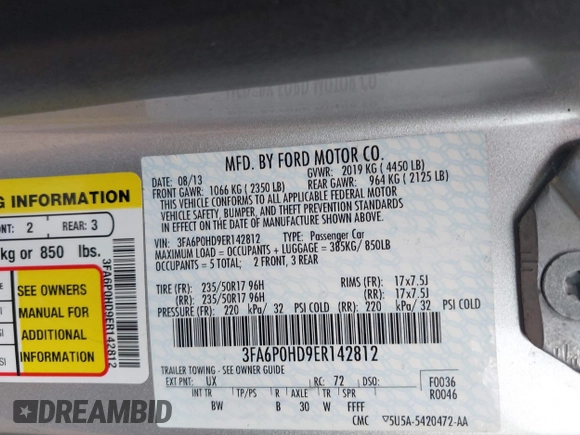 MFD. BY FORD MOTOR CO.
DATE: 08/13 GVWR: 2019 KG ( 4450 LB)
FRONT GAWR: 1066 KG ( 2350 LB) REAR GAWR: 964 KG ( 2125 LB)
THIS VEHICLE CONFORMS TO ALL APPLICABLE FEDERAL MOTOR
VEHICLE SAFETY, BUMPER, AND THEFT PREVENTION STANDARDS
IN EFFECT ON THE DATE OF MANUFACTURE SHOWN ABOVE.
VIN: 3FA6P0HD9ER142812 TYPE: Passenger Car
MAXIMUM LOAD = OCCUPANTS + LUGGAGE = 385KG/ 850LB
OCCUPANTS = 5 TOTAL; 2 FRONT, 3 REAR
TIRE (FR): 235/50R17 96H RIMS (FR): 17x7.5J
(RR): 235/50R17 96H (RR): 17x7.5J
PRESSURE (FR): 220 kPa/ 32 PSI COLD (RR): 220 kPa/ 32 PSI COLD
3FA6P0HD9ER142812
TRAILER TOWING - SEE OWNER GUIDE
EXT PNT: UX RC: 72 DSO: F0036
R0046
INT TR TP/PS R AXLE TR SPR
BW B 30 W FFFF
CMC 5U5A-5420472-AA
G INFORMATION
NT: 2 REAR: 3
kg or 850 lbs.
SEE OWNERS
MANUAL FOR
ADDITIONAL
INFORMATION
3FA6P0HD9ER142812
DREAMBID